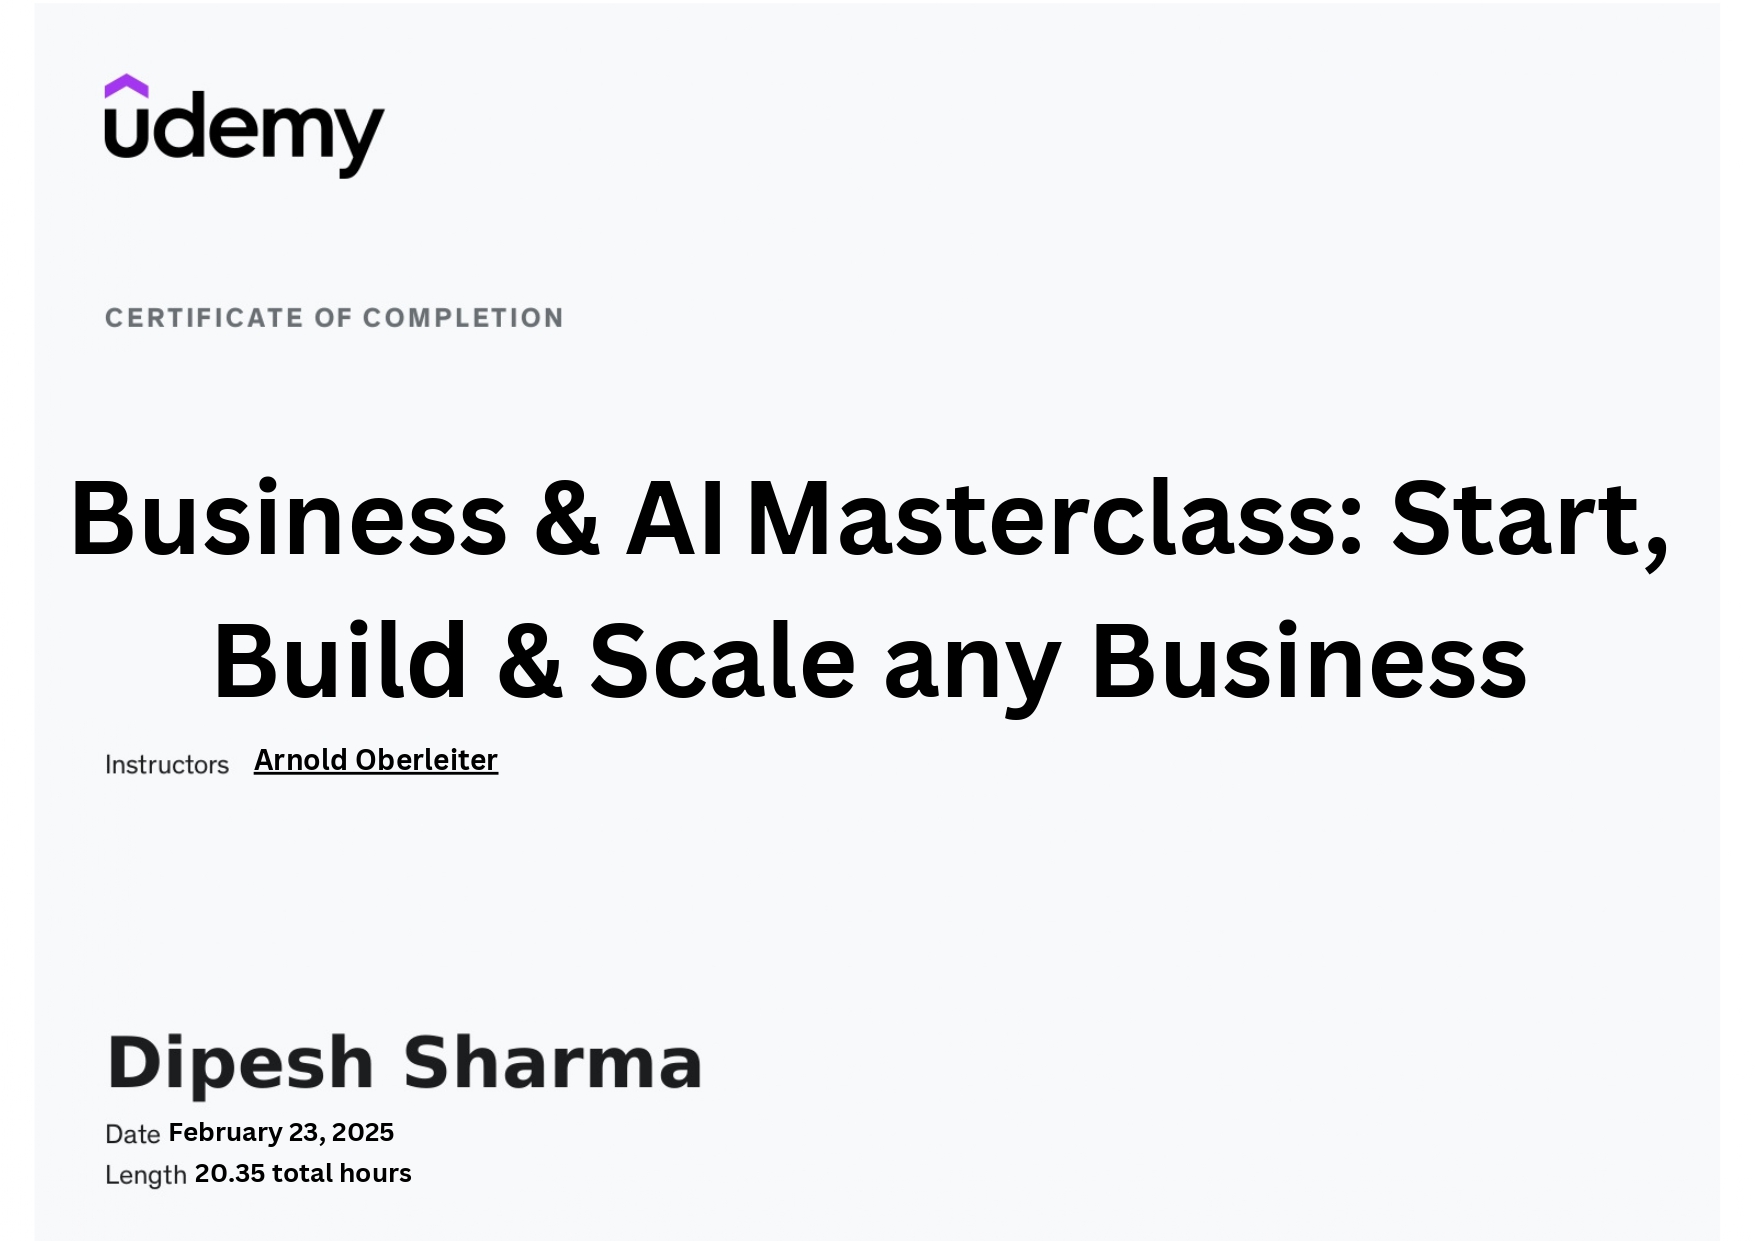 udemy
CERTIFICATE OF COMPLETION
Business & AI Masterclass: Start,
Build & Scale any Business
Instructors Arnold Oberleiter
Dipesh Sharma
Date February 23, 2025
Length 20.35 total hours